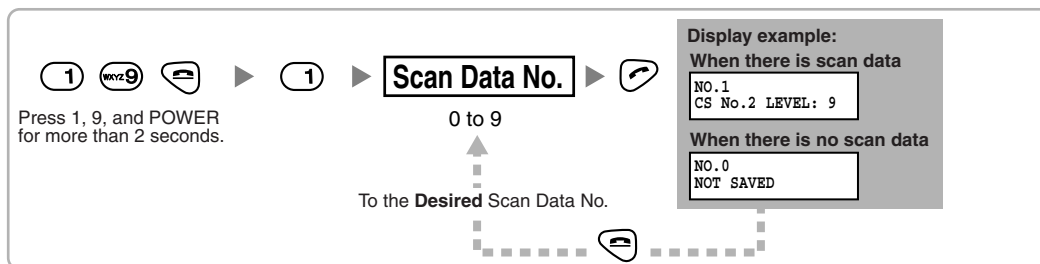 1
WXYZ 9
1
Scan Data No.
Press 1, 9, and POWER
for more than 2 seconds.
0 to 9
To the Desired Scan Data No.
Display example:
When there is scan data
NO.1
CS No.2 LEVEL: 9
When there is no scan data
NO.0
NOT SAVED